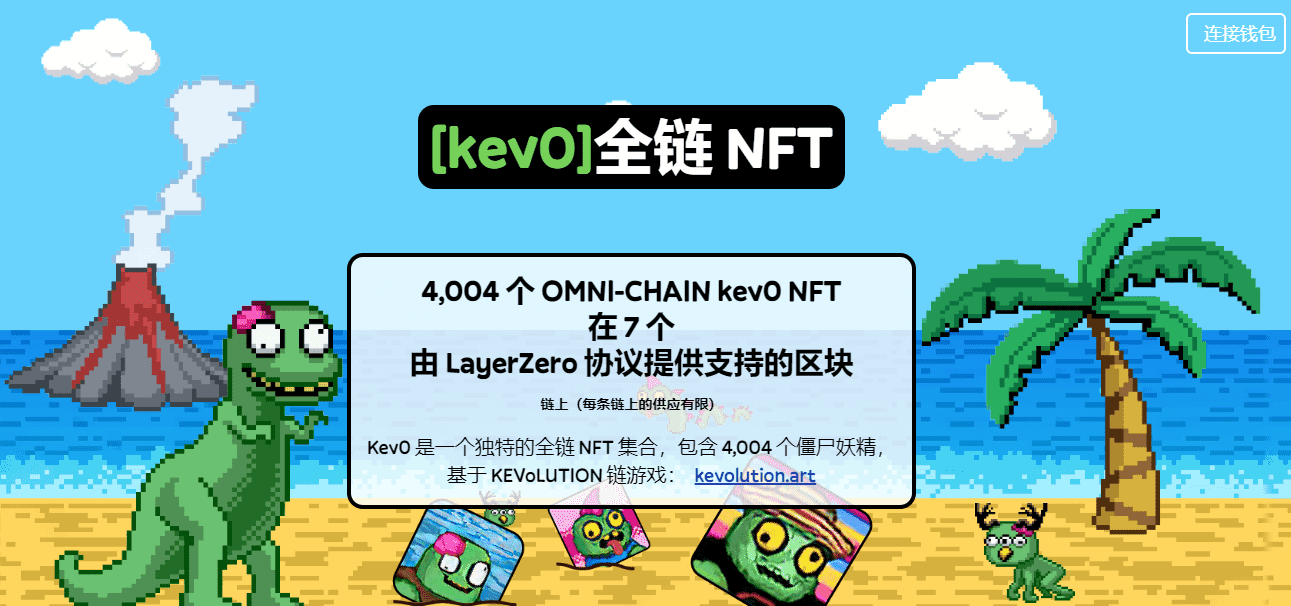 连接钱包
[kev0]全链 NFT
4,004 个 OMNI-CHAIN kev0 NFT
在 7 个
由 LayerZero 协议提供支持的区块
链上（每条链上的供应有限）
Kev0 是一个独特的全链 NFT 集合，包含 4,004 个僵尸妖精，
基于 KEVoLUTION 链游戏： kevolution.art